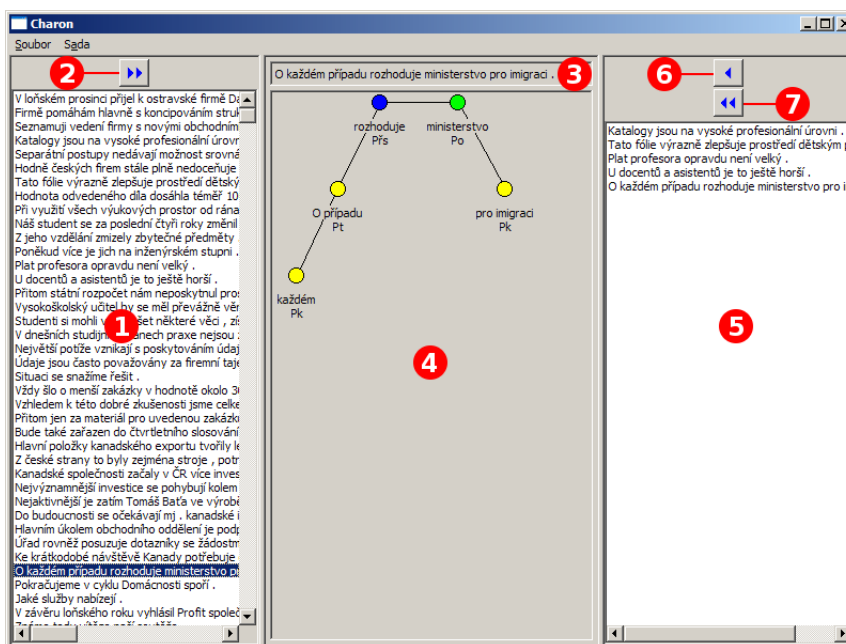 Charon
Soubor Sada
2
V loňském prosinci přijel k ostravské firmě Da
Firmě pomáhám hlavně s koncipováním struk
Seznamuji vedení firmy s novými obchodním
Katalogy jsou na vysoké profesionální úrovr
Separátní postupy nedávají možnost srovná
Hodně českých firem stále plně nedoceňuje
Tato fólie výrazně zlepšuje prostředí dětský
Hodnota odvedeného díla dosáhla téměř 10
Při využití všech výukových prostor od rána
Náš student se za poslední čtyři roky změnil
Z jeho vzdělání zmizely zbytečné předměty
Poněkud více je jich na inženýrském stupni .
Plat profesora opravdu není velký .
U docentů a asistentů je to ještě horší .
Přitom státní rozpočet nám neposkytnul pros
Vysokoškolský učitel by se měl převážně věr
Studenti si mohli v šet některé věci , zís
V dnešních studijn ánech praxe nejsou z
Největší potíže vznikají s poskytováním údaj
Údaje jsou často považovány za firemní taje
Situaci se snažíme řešit .
Vždy šlo o menší zakázky v hodnotě okolo 30
Vzhledem k této dobré zkušenosti jsme celke
Přitom jen za materiál pro uvedenou zakázku
Bude také zařazen do čtvrtletního slosování
Hlavní položky kanadského exportu tvořily le
Z české strany to byly zejména stroje , potr
Kanadské společnosti začaly v ČR více inves
Nejvýznamnější investice se pohybují kolem
Nejaktivnější je zatím Tomáš Baťa ve výrobě
Do budoucnosti se očekávají mj . kanadské i
Hlavním úkolem obchodního oddělení je podp
Úřad rovněž posuzuje dotazníky se žádostm
Ke krátkodobé návštěvě Kanady potřebuje
O každém případu rozhoduje ministerstvo pr
Pokračujeme v cyklu Domácnosti spoří .
Jaké služby nabízejí .
V závěru loňského roku vyhlásil Profit společ
1
O každém případu rozhoduje ministerstvo pro imigraci .
3
rozhoduje ministerstvo
Přs Po
O případu pro imigraci
Pt Pk
každém
Pk
4
6
7
Katalogy jsou na vysoké profesionální úrovni .
Tato fólie výrazně zlepšuje prostředí dětským p
Plat profesora opravdu není velký .
U docentů a asistentů je to ještě horší .
O každém případu rozhoduje ministerstvo pro i
5